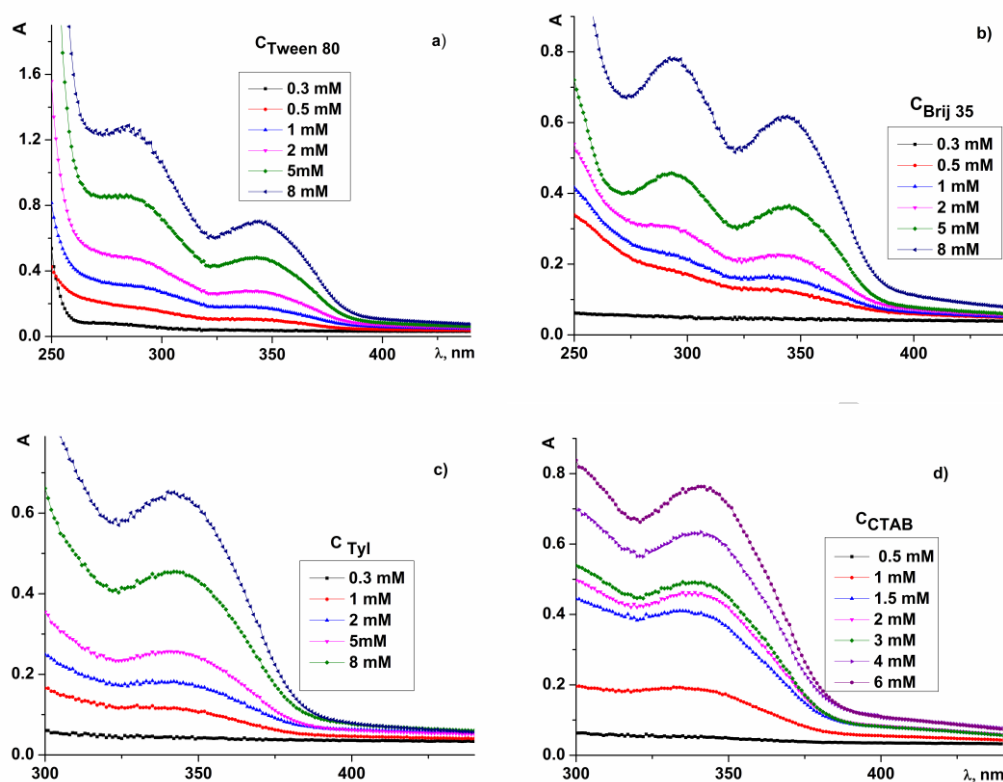 A
a)
C Tween 80
0.3 mM
0.5 mM
1 mM
2 mM
5mM
8 mM
1.8
1.2
0.8
0.4
0.0
250
300
350
400
λ, nm
A
b)
C Brij 35
0.3 mM
0.5 mM
1 mM
2 mM
5 mM
8 mM
0.8
0.6
0.4
0.2
0.0
250
300
350
400
A
c)
C Tyl
0.3 mM
1 mM
2 mM
5mM
8 mM
0.6
0.4
0.2
0.0
300
350
400
A
d)
C CTAB
0.5 mM
1 mM
1.5 mM
2 mM
3 mM
4 mM
6 mM
0.8
0.6
0.4
0.2
0.0
300
350
400
λ, nm